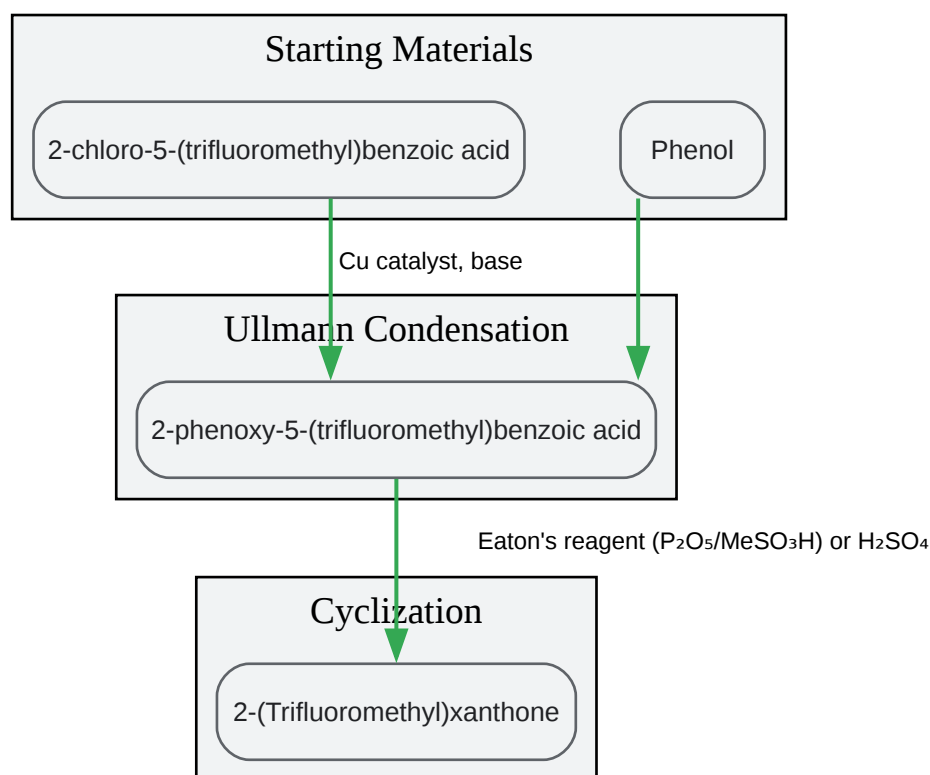 Starting Materials
2-chloro-5-(trifluoromethyl)benzoic acid
Phenol
Cu catalyst, base
Ullmann Condensation
2-phenoxy-5-(trifluoromethyl)benzoic acid
Eaton's reagent (P₂O₅/MeSO₃H) or H₂SO₄
Cyclization
2-(Trifluoromethyl)xanthone